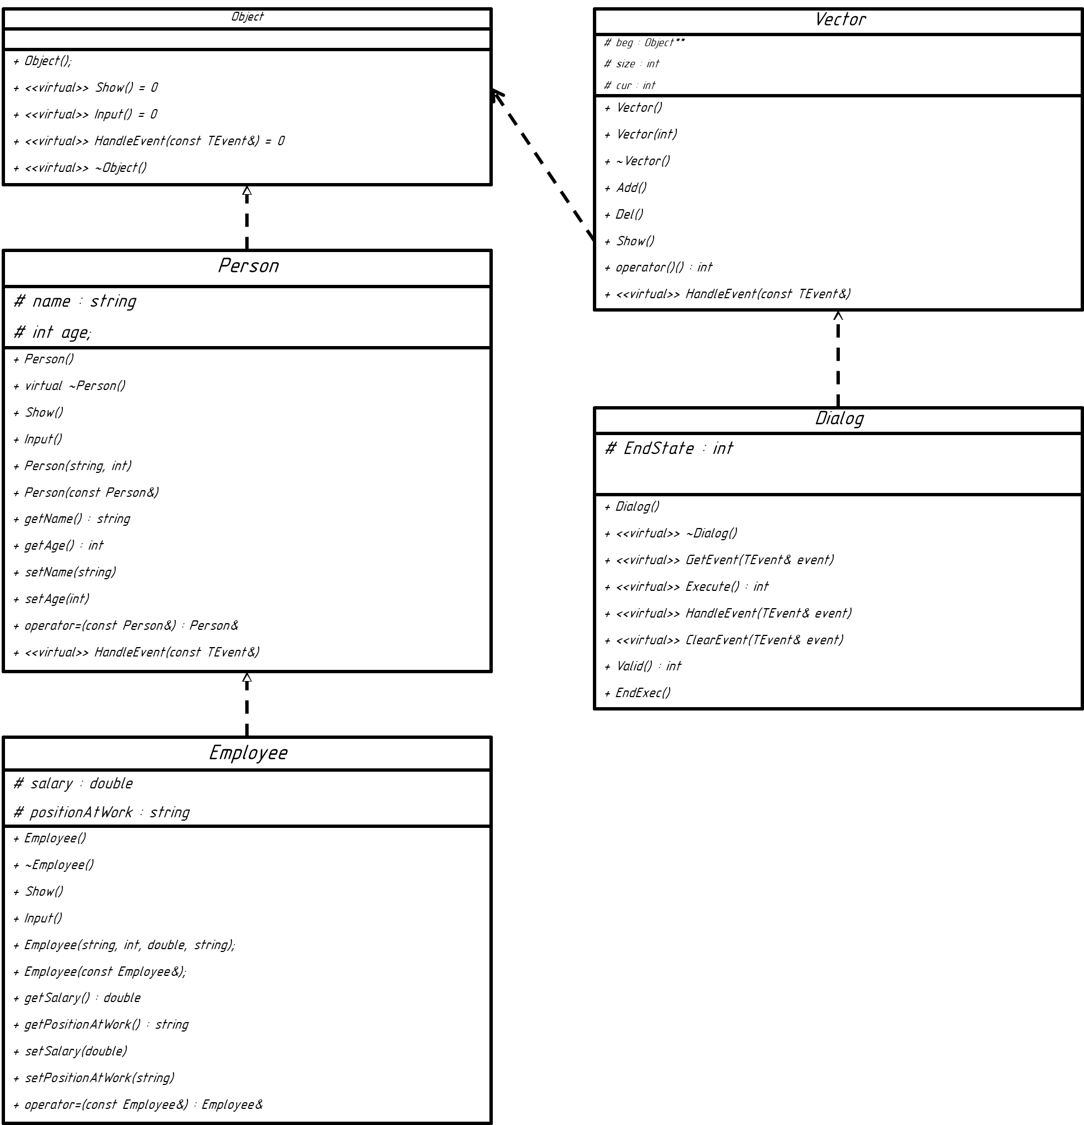 Object
+ Object();
+ <<virtual>> Show() = 0
+ <<virtual>> Input() = 0
+ <<virtual>> HandleEvent(const TEvent&) = 0
+ <<virtual>> ~Object()
Person
# name : string
# int age;
+ Person()
+ virtual ~Person()
+ Show()
+ Input()
+ Person(string, int)
+ Person(const Person&)
+ getName() : string
+ getAge() : int
+ setName(string)
+ setAge(int)
+ operator=(const Person&) : Person&
+ <<virtual>> HandleEvent(const TEvent&)
Employee
# salary : double
# positionAtWork : string
+ Employee()
+ ~Employee()
+ Show()
+ Input()
+ Employee(string, int, double, string);
+ Employee(const Employee&);
+ getSalary() : double
+ getPositionAtWork() : string
+ setSalary(double)
+ setPositionAtWork(string)
+ operator=(const Employee&) : Employee&
Vector
# beg : Object**
# size : int
# cur : int
+ Vector()
+ Vector(int)
+ ~Vector()
+ Add()
+ Del()
+ Show()
+ operator()() : int
+ <<virtual>> HandleEvent(const TEvent&)
Dialog
# EndState : int
+ Dialog()
+ <<virtual>> ~Dialog()
+ <<virtual>> GetEvent(TEvent& event)
+ <<virtual>> Execute() : int
+ <<virtual>> HandleEvent(TEvent& event)
+ <<virtual>> ClearEvent(TEvent& event)
+ Valid() : int
+ EndExec()